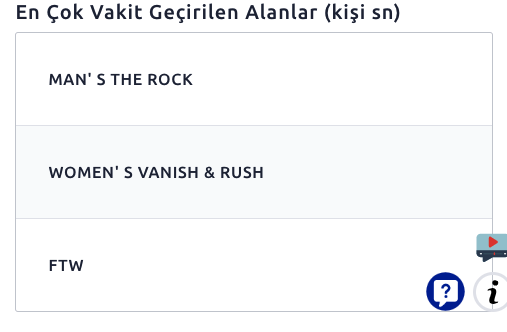 En Çok Vakit Geçirilen Alanlar (kişi sn)
MAN' S THE ROCK
WOMEN' S VANISH & RUSH
FTW
?
i